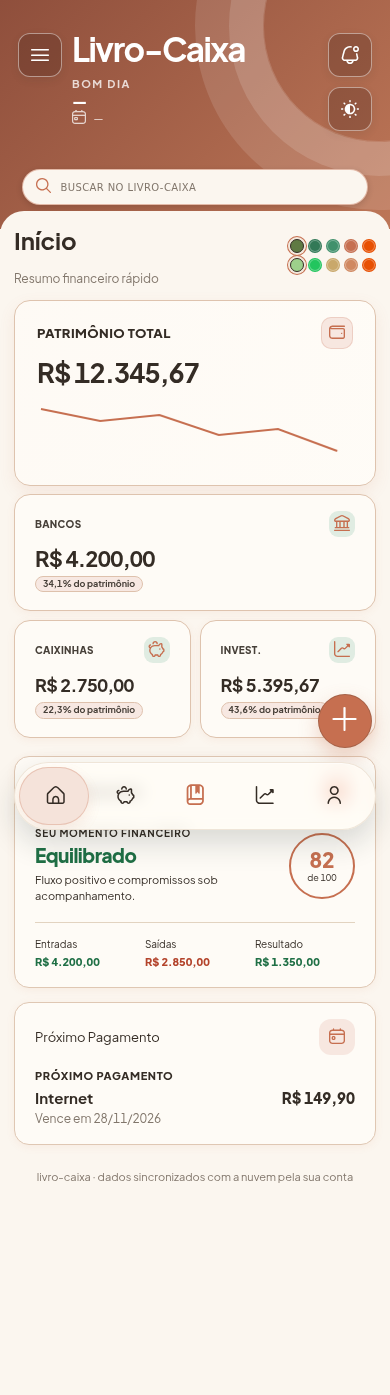 Livro-Caixa
BOM DIA
—
—
BUSCAR NO LIVRO-CAIXA
Início
Resumo financeiro rápido
PATRIMÔNIO TOTAL
R$ 12.345,67
BANCOS
R$ 4.200,00
34,1% do patrimônio
CAIXINHAS
R$ 2.750,00
22,3% do patrimônio
INVEST.
R$ 5.395,67
43,6% do patrimônio
SEU MOMENTO FINANCEIRO
Equilibrado
Fluxo positivo e compromissos sob
acompanhamento.
82
de 100
Entradas
R$ 4.200,00
Saídas
R$ 2.850,00
Resultado
R$ 1.350,00
Próximo Pagamento
PRÓXIMO PAGAMENTO
Internet
R$ 149,90
Vence em 28/11/2026
livro-caixa · dados sincronizados com a nuvem pela sua conta